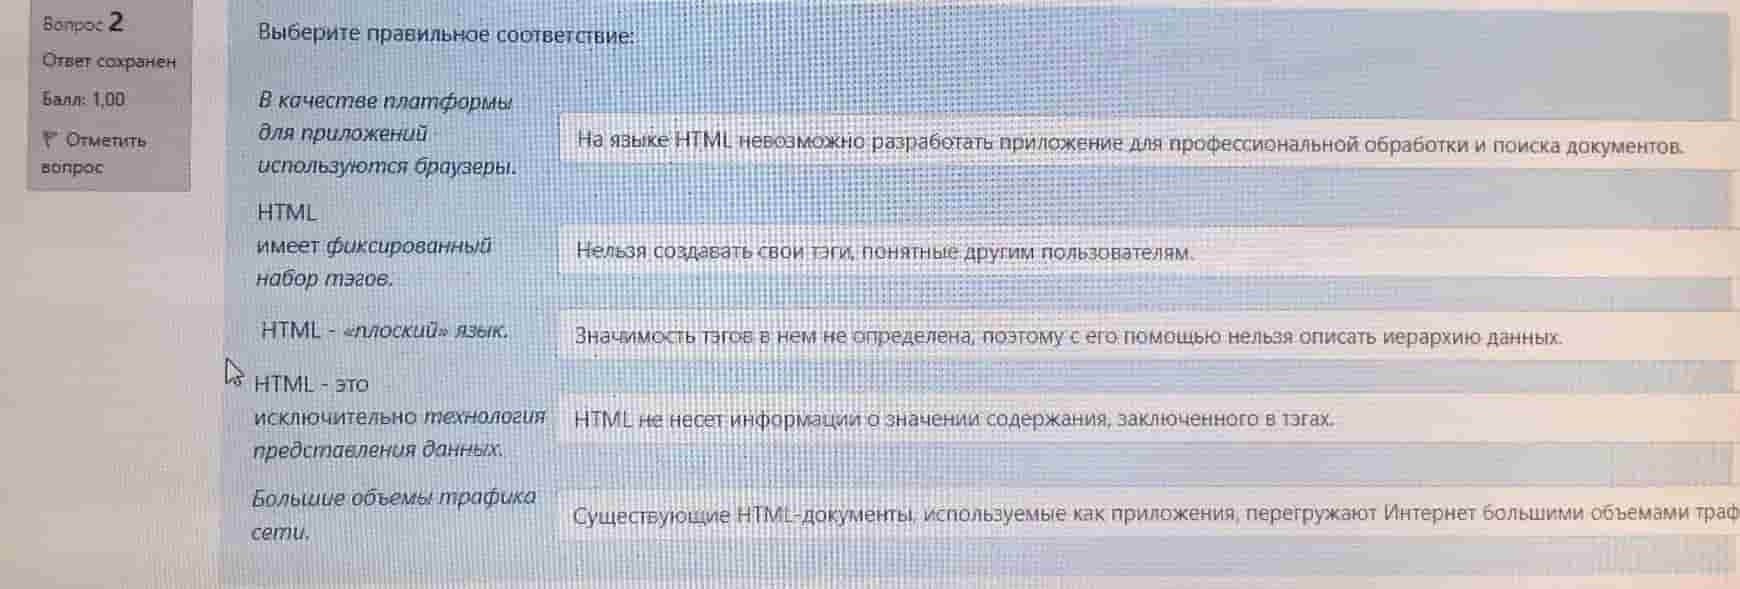 Вопрос 2
Ответ сохранен
Балл: 1,00
Отметить
вопрос
Выберите правильное соответствие:
В качестве платформы
для приложений
используются браузеры.
На языке HTML невозможно разработать приложение для профессиональной обработки и поиска документов.
HTML
имеет фиксированный
набор тэгов.
Нельзя создавать свои тэги, понятные другим пользователям.
HTML - «плоский» язык.
Значимость тэгов в нем не определена, поэтому с его помощью нельзя описать иерархию данных.
HTML - это
исключительно технология
представления данных.
HTML не несет информации о значении содержания, заключенного в тэгах.
Большие объемы трафика
сети.
Существующие HTML-документы, используемые как приложения, перегружают Интернет большими объемами траф